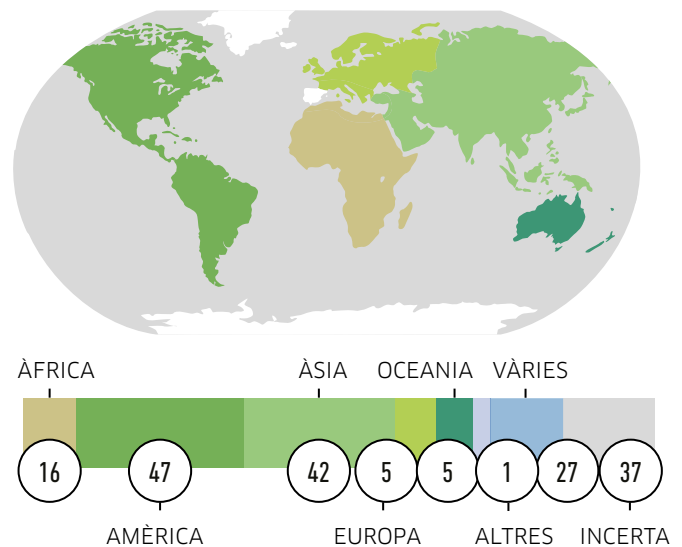 ÀFRICA ÀSIA OCEANIA VÀRIES
16 47 42 5 5 1 27 37
AMÈRICA EUROPA ALTRES INCERTA